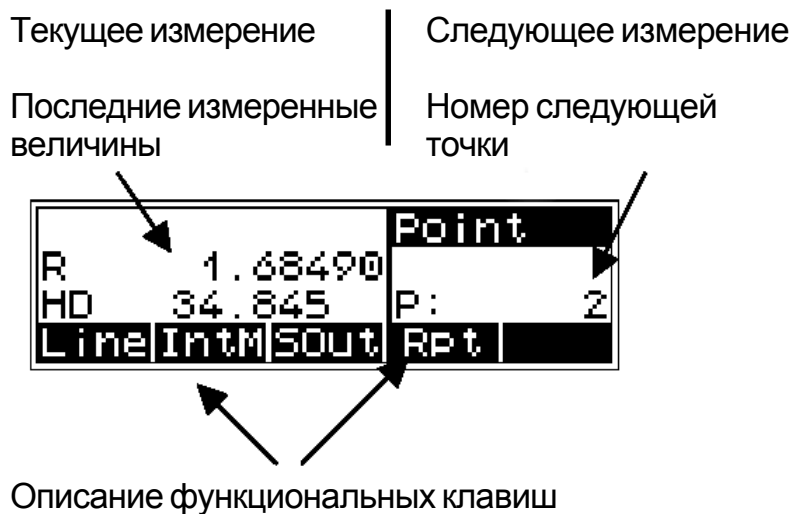 Текущее измерение
Следующее измерение
Последние измеренные
величины
Номер следующей
точки
Point
R 1.68490
HD 34.845
P: 2
Line IntM SOut Rpt
Описание функциональных клавиш